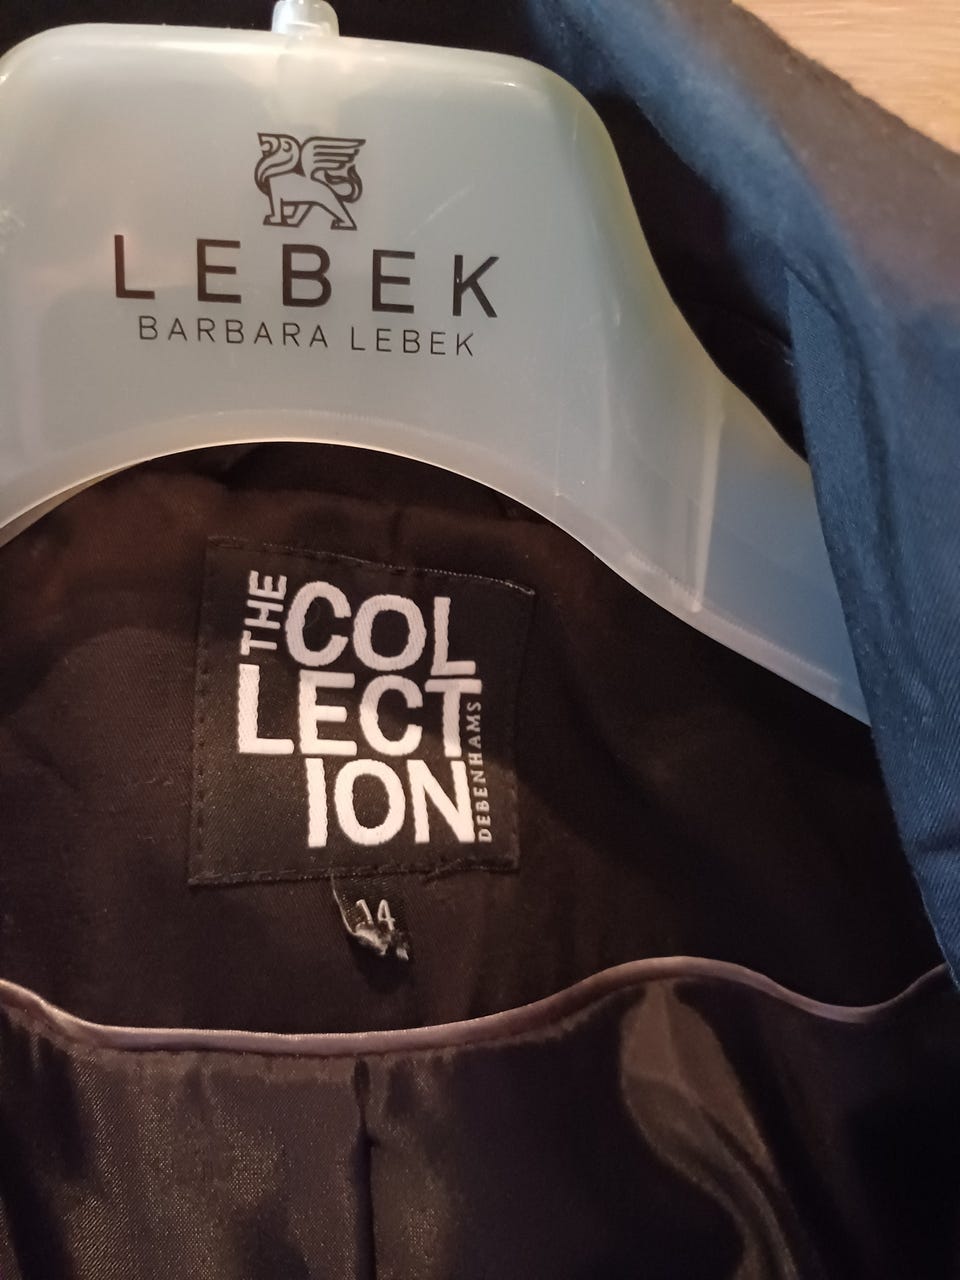 LEBEK
BARBARA LEBEK
THE
COL
LECT
ION
DEBENHAMS
14